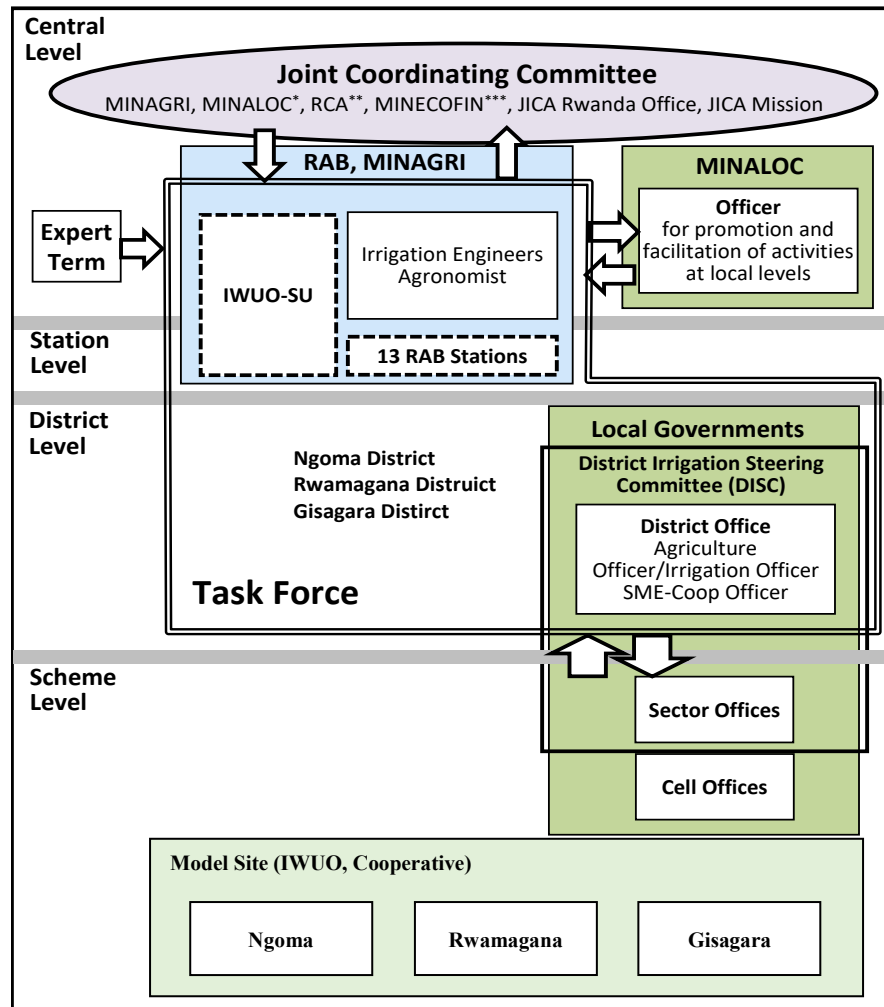 Central
Level
Joint Coordinating Committee
MINAGRI, MINALOC*, RCA**, MINECOFIN***, JICA Rwanda Office, JICA Mission
RAB, MINAGRI
MINALOC
Expert
Term
IWUO-SU
Irrigation Engineers
Agronomist
Officer
for promotion and
facilitation of activities
at local levels
Station
Level
13 RAB Stations
District
Level
Local Governments
Ngoma District
Rwamagana Distruict
Gisagara Distirct
District Irrigation Steering
Committee (DISC)
District Office
Agriculture
Officer/Irrigation Officer
SME-Coop Officer
Task Force
Scheme
Level
Sector Offices
Cell Offices
Model Site (IWUO, Cooperative)
Ngoma
Rwamagana
Gisagara